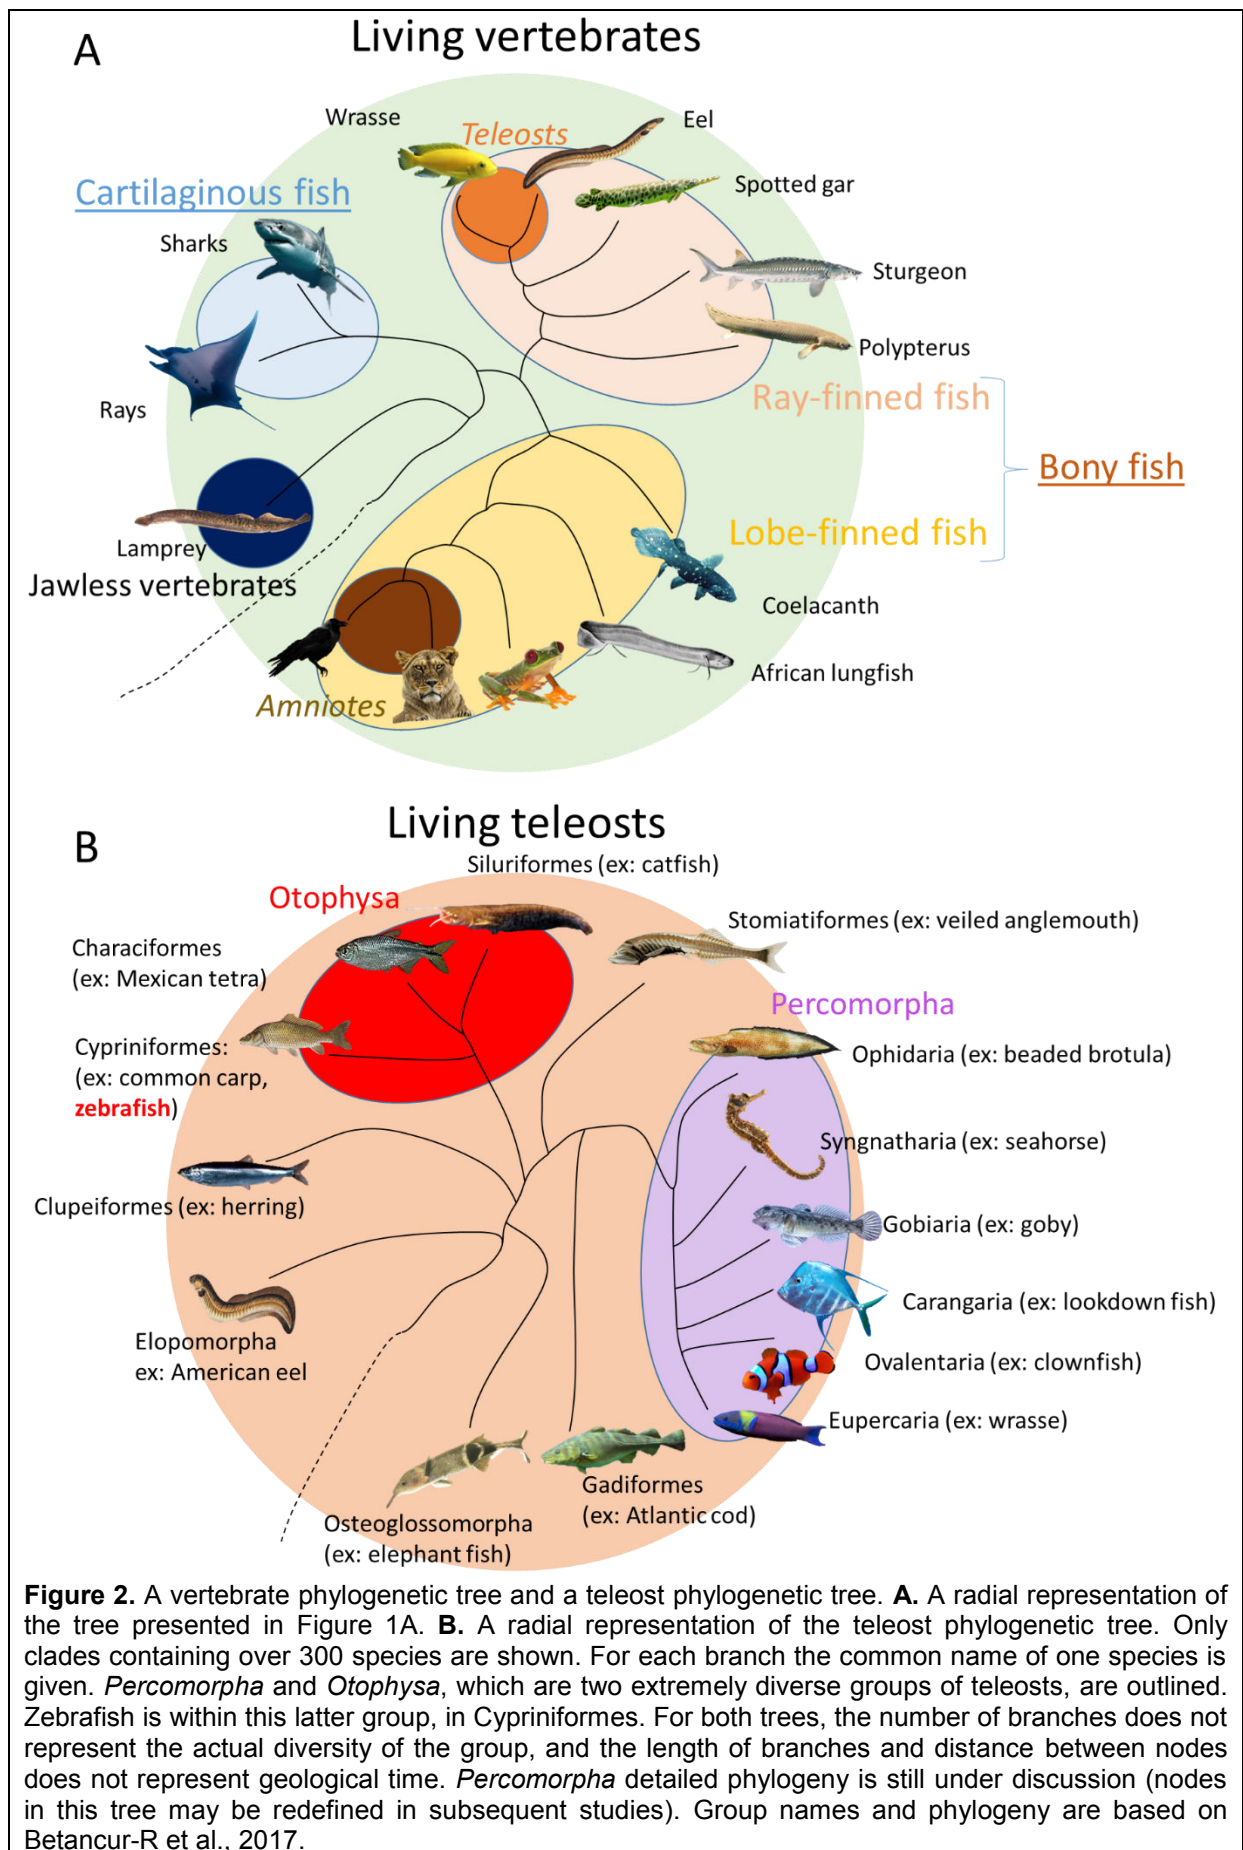 A
Living vertebrates
Wrasse
Teleosts
Eel
Cartilaginous fish
Spotted gar
Sharks
Sturgeon
Polypterus
Rays
Ray-finned fish
Bony fish
Lamprey
Lobe-finned fish
Jawless vertebrates
Coelacanth
African lungfish
Amniotes
B
Living teleosts
Siluriformes (ex: catfish)
Otophysa
Stomiatiformes (ex: veiled anglemouth)
Characiformes
(ex: Mexican tetra)
Percomorpha
Cypriniformes:
(ex: common carp,
zebrafish)
Ophidaria (ex: beaded brotula)
Syngnatharia (ex: seahorse)
Clupeiformes (ex: herring)
Gobiaria (ex: goby)
Carangaria (ex: lookdown fish)
Elopomorpha
ex: American eel
Ovalentaria (ex: clownfish)
Eupercaria (ex: wrasse)
Gadiformes
(ex: Atlantic cod)
Osteoglossomorpha
(ex: elephant fish)
Figure 2. A vertebrate phylogenetic tree and a teleost phylogenetic tree. A. A radial representation of
the tree presented in Figure 1A. B. A radial representation of the teleost phylogenetic tree. Only
clades containing over 300 species are shown. For each branch the common name of one species is
given. Percomorpha and Otophysa, which are two extremely diverse groups of teleosts, are outlined.
Zebrafish is within this latter group, in Cypriniformes. For both trees, the number of branches does not
represent the actual diversity of the group, and the length of branches and distance between nodes
does not represent geological time. Percomorpha detailed phylogeny is still under discussion (nodes
in this tree may be redefined in subsequent studies). Group names and phylogeny are based on
Betancur-R et al., 2017.